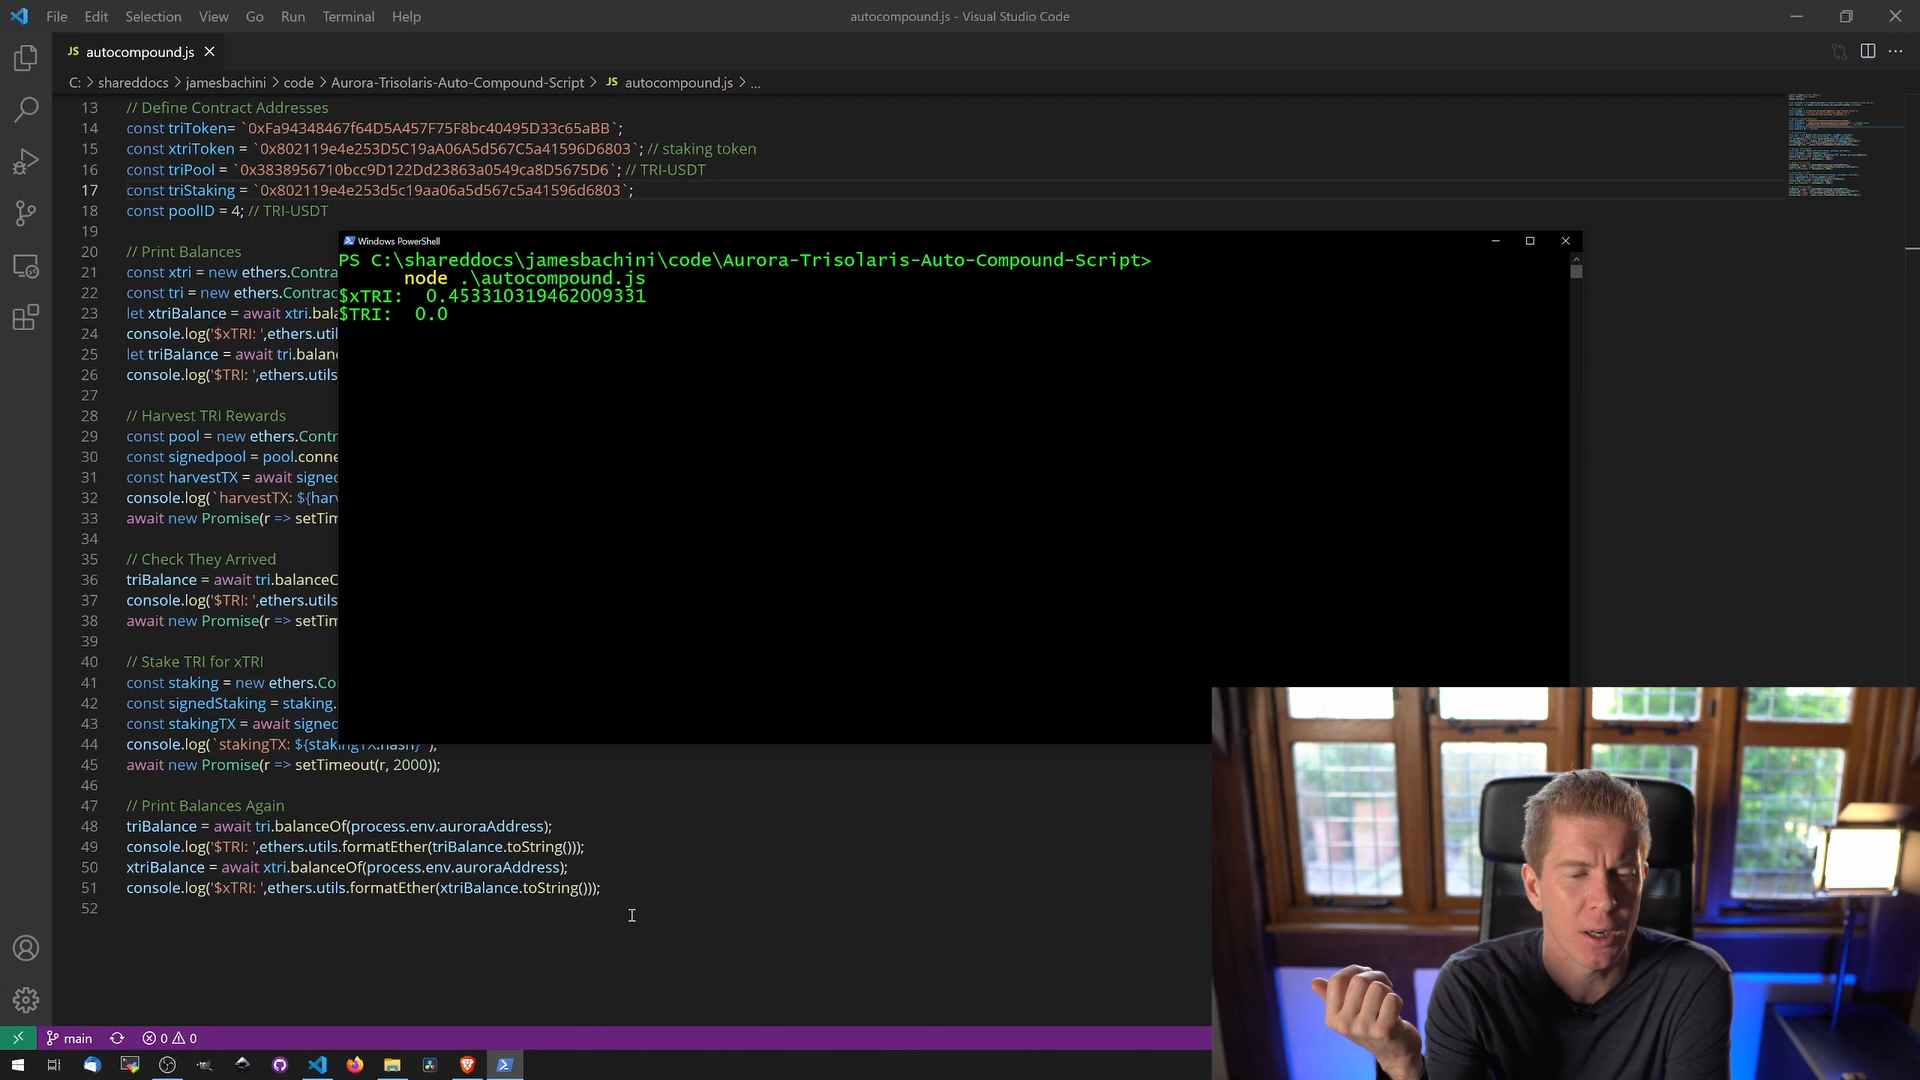 File Edit Selection View Go Run Terminal Help
autocompound.js - Visual Studio Code
JS autocompound.js
C: > shareddocs > jamesbachini > code > Aurora-Trisolaris-Auto-Compound-Script > JS autocompound.js > ...
13 // Define Contract Addresses
14 const triToken= `0xFa94348467f64D5A457F75F8bc40495D33c65aBB`;
15 const xtriToken = `0x802119e4e253D5C19aA06A5d567C5a41596D6803`; // staking token
16 const triPool = `0x3838956710bcc9D122Dd23863a0549ca8D5675D6`; // TRI-USDT
17 const triStaking = `0x802119e4e253d5c19aa06a5d567c5a41596d6803`;
18 const poolID = 4; // TRI-USDT
19
20 // Print Balances
21 const xtri = new ethers.Contra
22 const tri = new ethers.Contrac
23 let xtriBalance = await xtri.bala
24 console.log('$xTRI: ',ethers.util
25 let triBalance = await tri.balan
26 console.log('$TRI: ',ethers.utils
27
28 // Harvest TRI Rewards
29 const pool = new ethers.Contr
30 const signedpool = pool.conne
31 const harvestTX = await signed
32 console.log(`harvestTX: ${harv
33 await new Promise(r => setTim
34
35 // Check They Arrived
36 triBalance = await tri.balanceO
37 console.log('$TRI: ',ethers.utils
38 await new Promise(r => setTim
39
40 // Stake TRI for xTRI
41 const staking = new ethers.Co
42 const signedStaking = staking.
43 const stakingTX = await signed
44 console.log(`stakingTX: ${stakingTX.hash}`);
45 await new Promise(r => setTimeout(r, 2000));
46
47 // Print Balances Again
48 triBalance = await tri.balanceOf(process.env.auroraAddress);
49 console.log('$TRI: ',ethers.utils.formatEther(triBalance.toString()));
50 xtriBalance = await xtri.balanceOf(process.env.auroraAddress);
51 console.log('$xTRI: ',ethers.utils.formatEther(xtriBalance.toString()));
52
Windows PowerShell
PS C:\shareddocs\jamesbachini\code\Aurora-Trisolaris-Auto-Compound-Script>
node .\autocompound.js
$xTRI: 0.453310319462009331
$TRI: 0.0
main 0 0